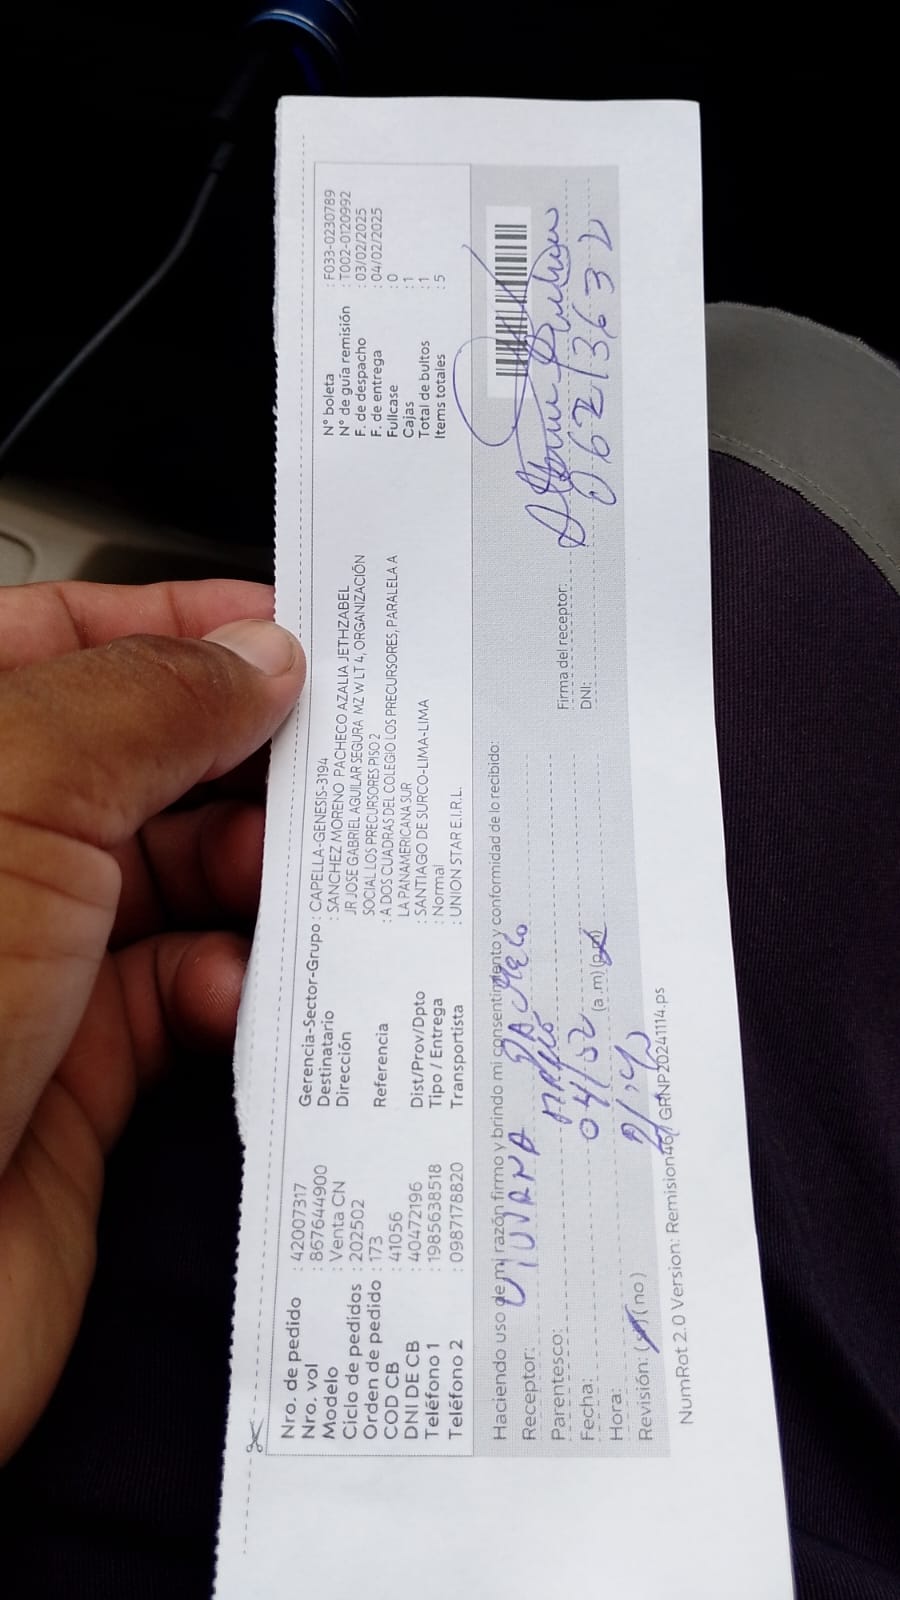 Nro. de pedido : 42007317
Nro. vol : 867644900
Modelo : Venta CN
Ciclo de pedidos : 202502
Orden de pedido : 173
COD CB : 41056
DNI DE CB : 40472196
Teléfono 1 : 1985638518
Teléfono 2 : 0987178820
Gerencia-Sector-Grupo : CAPELLA-GENESIS-3194
Destinatario : SANCHEZ MORENO PACHECO AZALIA JETHZABEL
Dirección JR JOSE GABRIEL AGUILAR SEGURA MZ W LT 4, ORGANIZACIÓN
SOCIAL LOS PRECURSORES PISO 2
Referencia : A DOS CUADRAS DEL COLEGIO LOS PRECURSORES, PARALELA A
LA PANAMERICANA SUR
Dist/Prov/Dpto : SANTIAGO DE SURCO-LIMA-LIMA
Tipo / Entrega : Normal
Transportista : UNION STAR E.I.R.L.
N° boleta : F033-0230789
N° de guía remisión : T002-0120992
F. de despacho : 03/02/2025
F. de entrega : 04/02/2025
Fullcase : 0
Cajas : 1
Total de bultos : 1
Items totales : 5
Haciendo uso de mi razón firmo y brindo mi consentimiento y conformidad de lo recibido:
Receptor:
Parentesco:
Fecha: 04/02
Hora: (a.m) (p.m)
Revisión: (si) (no)
Firma del receptor:
DNI:
NumRot 2.0 Version: Remision467 GRNP20241114.ps